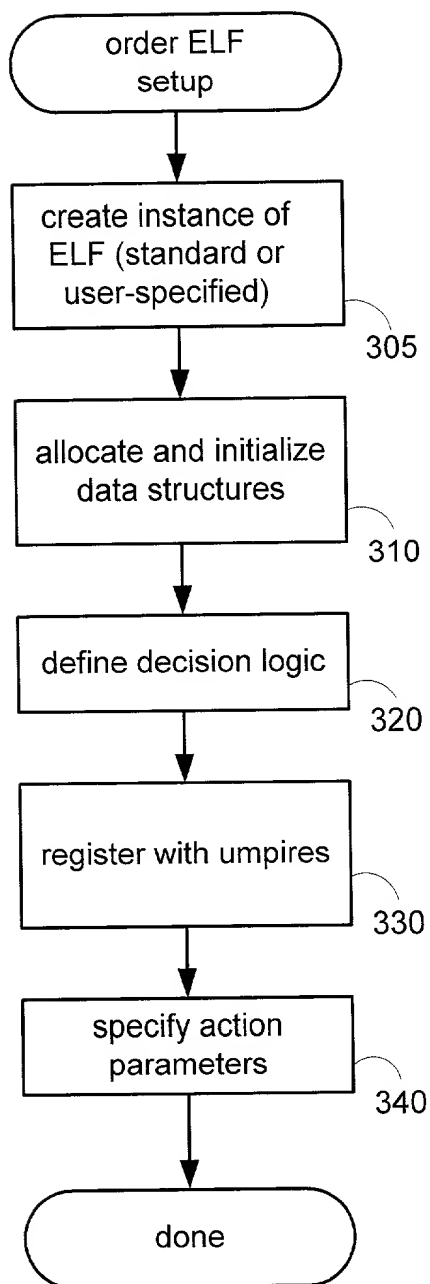 order ELF
setup
create instance of
ELF (standard or
user-specified)
305
allocate and initialize
data structures
310
define decision logic
320
register with umpires
330
specify action
parameters
340
done